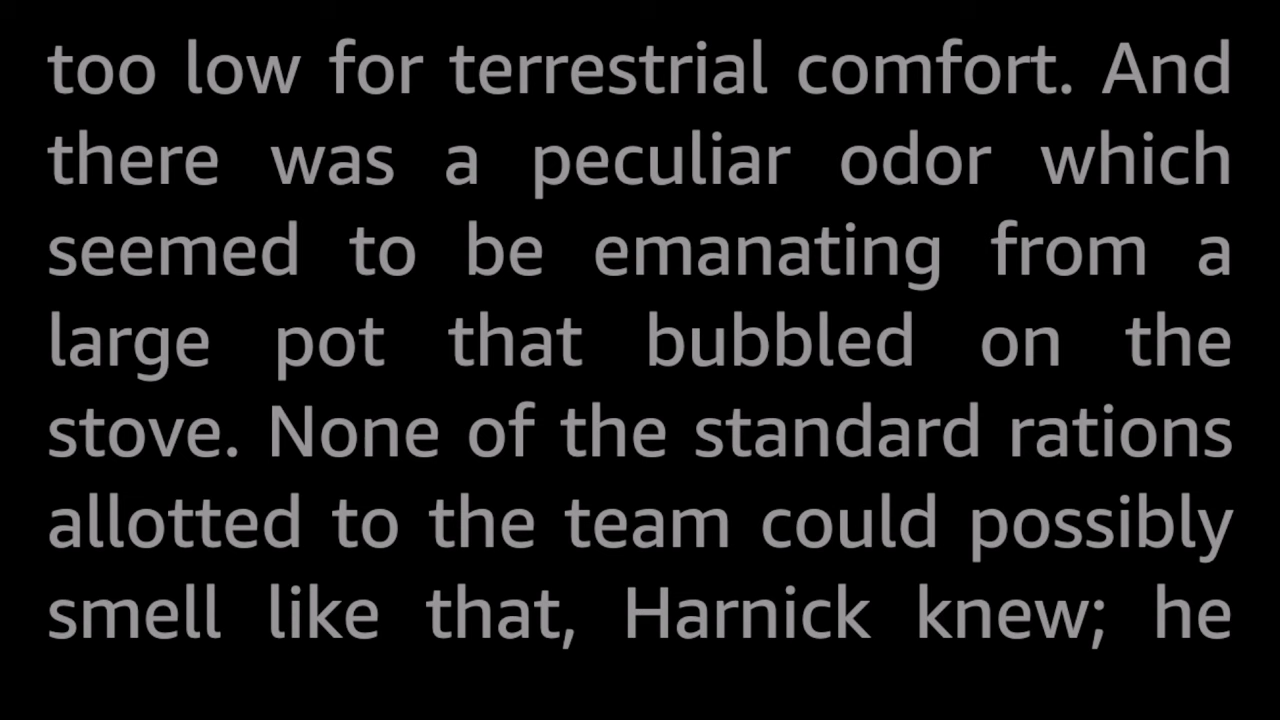 too low for terrestrial comfort. And
there was a peculiar odor which
seemed to be emanating from a
large pot that bubbled on the
stove. None of the standard rations
allotted to the team could possibly
smell like that, Harnick knew; he